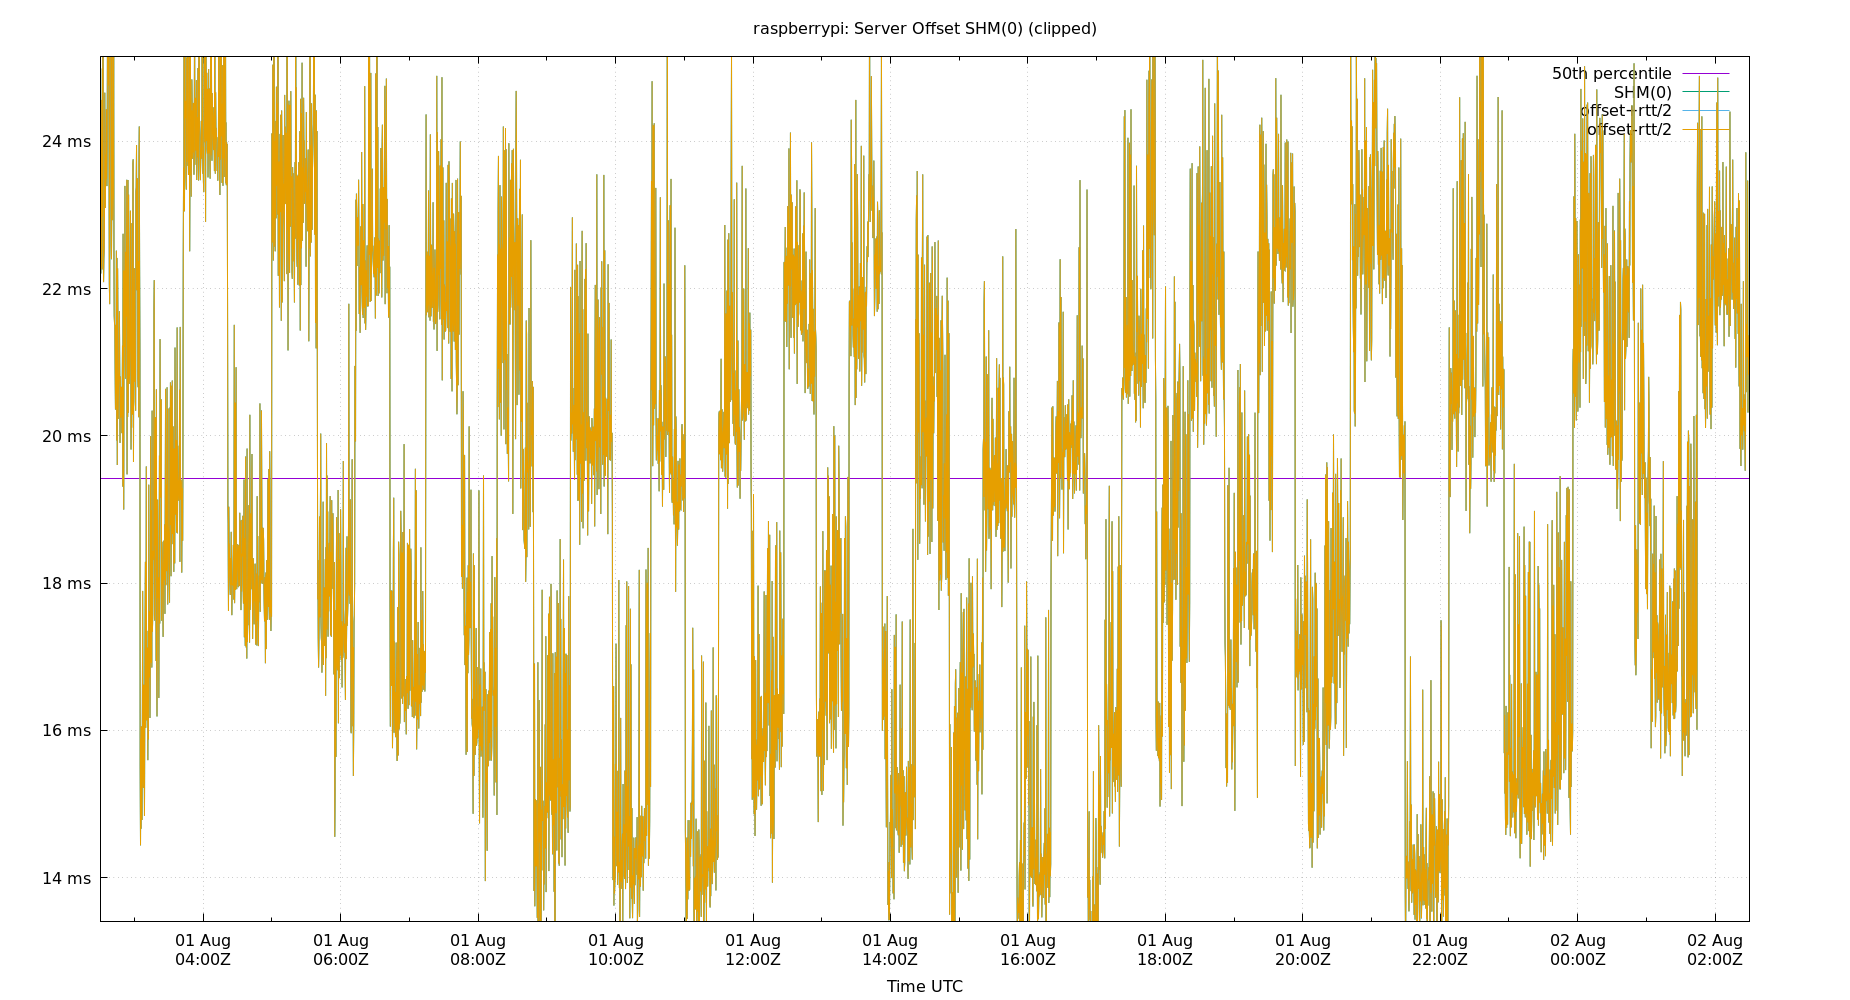 raspberrypi: Server Offset SHM(0) (clipped)
50th percentile
SHM(0)
offset+rtt/2
offset-rtt/2
24 ms
22 ms
20 ms
18 ms
16 ms
14 ms
01 Aug 01 Aug 01 Aug 01 Aug 01 Aug 01 Aug 01 Aug 01 Aug 01 Aug 01 Aug 02 Aug 02 Aug
04:00Z 06:00Z 08:00Z 10:00Z 12:00Z 14:00Z 16:00Z 18:00Z 20:00Z 22:00Z 00:00Z 02:00Z
Time UTC